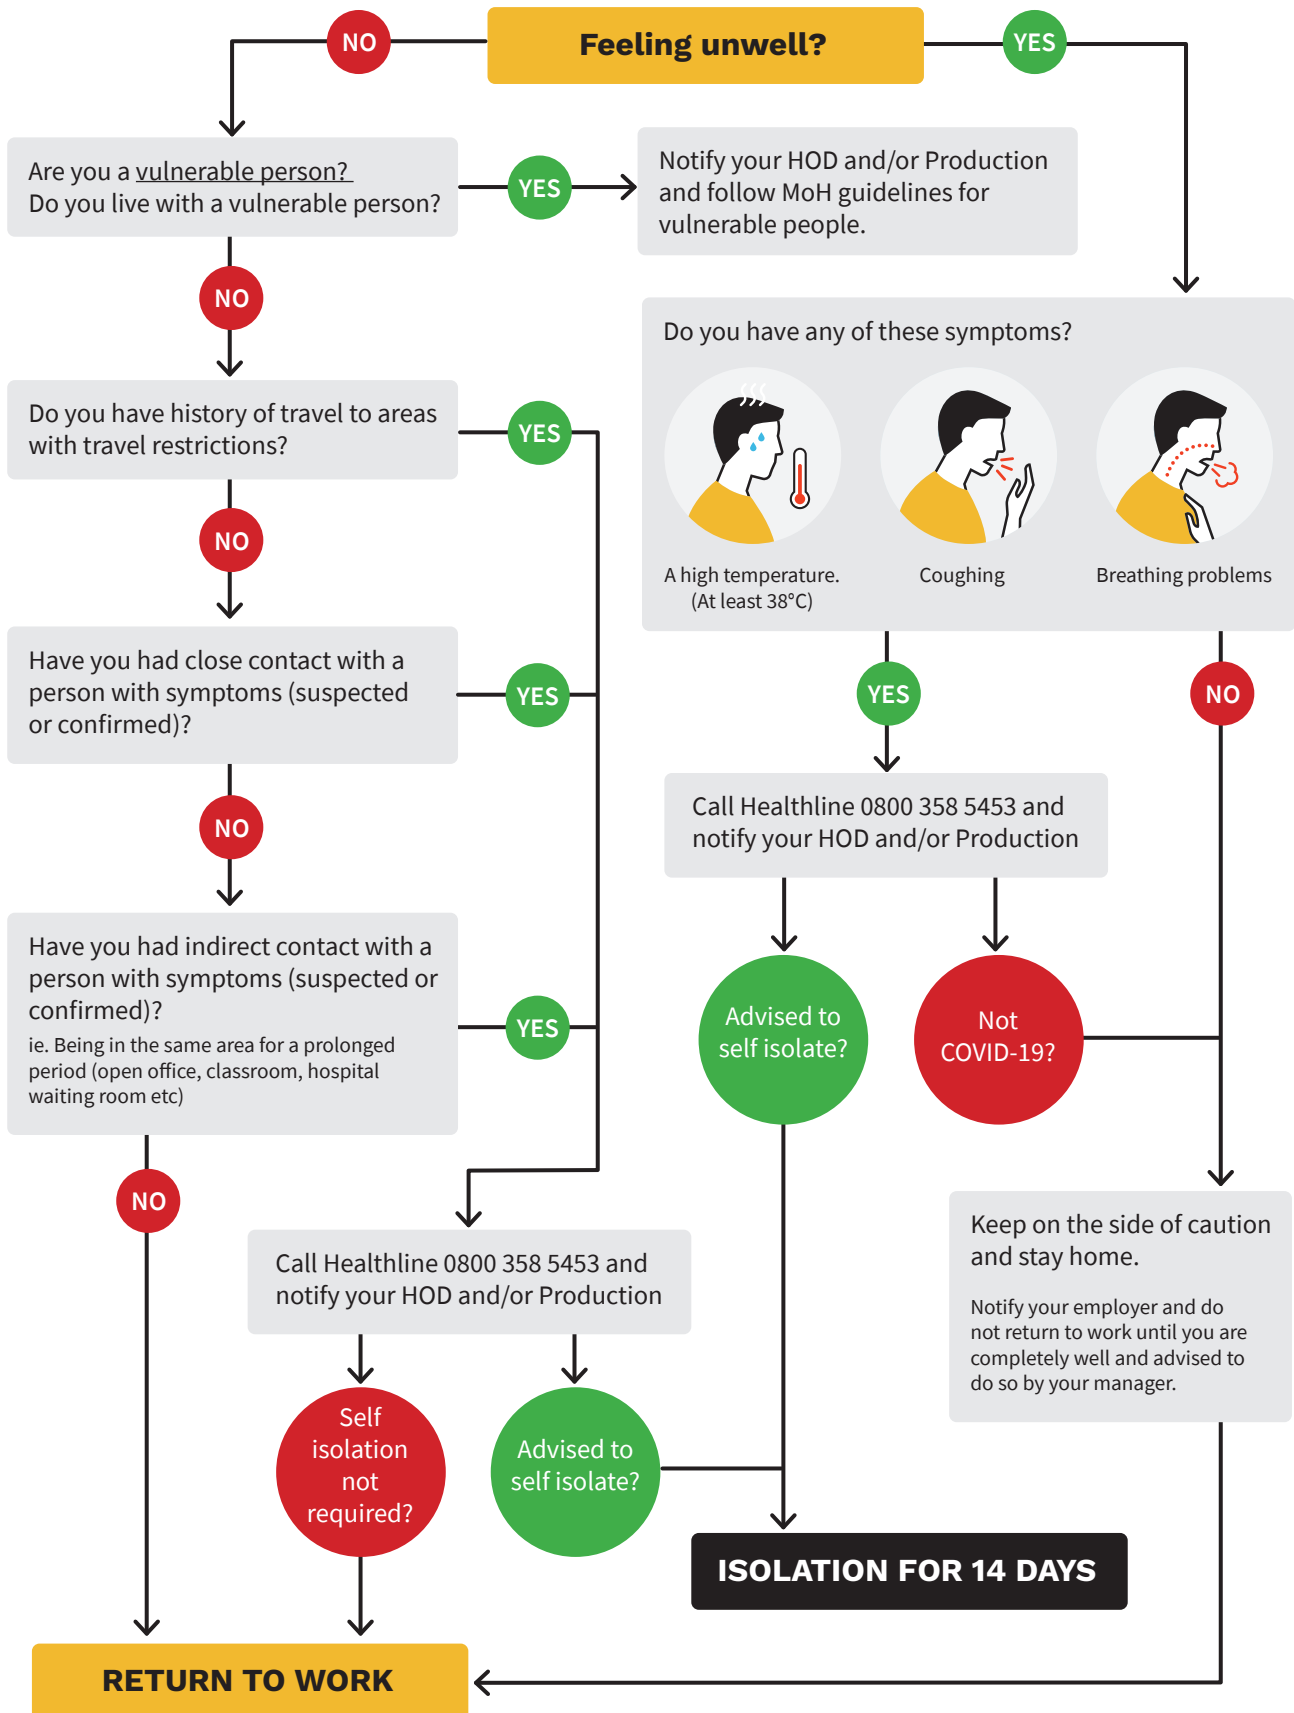 Feeling unwell?
NO
YES
Are you a vulnerable person?
Do you live with a vulnerable person?
YES
Notify your HOD and/or Production
and follow MoH guidelines for
vulnerable people.
NO
Do you have any of these symptoms?
A high temperature.
(At least 38°C)
Coughing
Breathing problems
Do you have history of travel to areas
with travel restrictions?
YES
NO
Have you had close contact with a
person with symptoms (suspected
or confirmed)?
YES
YES
NO
NO
Call Healthline 0800 358 5453 and
notify your HOD and/or Production
Have you had indirect contact with a
person with symptoms (suspected or
confirmed)?
ie. Being in the same area for a prolonged
period (open office, classroom, hospital
waiting room etc)
YES
Advised to
self isolate?
Not
COVID-19?
NO
Keep on the side of caution
and stay home.
Notify your employer and do
not return to work until you are
completely well and advised to
do so by your manager.
Call Healthline 0800 358 5453 and
notify your HOD and/or Production
Self
isolation
not
required?
Advised to
self isolate?
ISOLATION FOR 14 DAYS
RETURN TO WORK